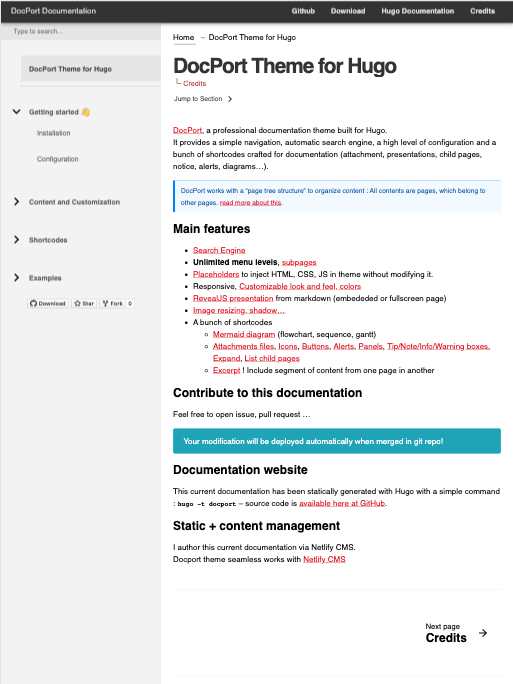 DocPort Documentation
Github Download Hugo Documentation Credits
Type to search...
DocPort Theme for Hugo
Getting started 👋
Installation
Configuration
Content and Customization
Shortcodes
Examples
Download Star Fork 0
Home → DocPort Theme for Hugo
DocPort Theme for Hugo
Credits
Jump to Section
DocPort, a professional documentation theme built for Hugo.
It provides a simple navigation, automatic search engine, a high level of configuration and a
bunch of shortcodes crafted for documentation (attachment, presentations, child pages,
notice, alerts, diagrams…).
DocPort works with a "page tree structure" to organize content : All contents are pages, which belong to
other pages. read more about this.
Main features
• Search Engine
• Unlimited menu levels, subpages
• Placeholders to inject HTML, CSS, JS in theme without modifying it.
• Responsive, Customizable look and feel, colors
• RevealJS presentation from markdown (embededed or fullscreen page)
• Image resizing, shadow…
• A bunch of shortcodes
◦ Mermaid diagram (flowchart, sequence, gantt)
◦ Attachments files, Icons, Buttons, Alerts, Panels, Tip/Note/Info/Warning boxes,
Expand, List child pages
◦ Excerpt ! Include segment of content from one page in another
Contribute to this documentation
Feel free to open issue, pull request …
Your modification will be deployed automatically when merged in git repo!
Documentation website
This current documentation has been statically generated with Hugo with a simple command
: hugo -t docport – source code is available here at GitHub.
Static + content management
I author this current documentation via Netlify CMS.
Docport theme seamless works with Netlify CMS
Next page
Credits →